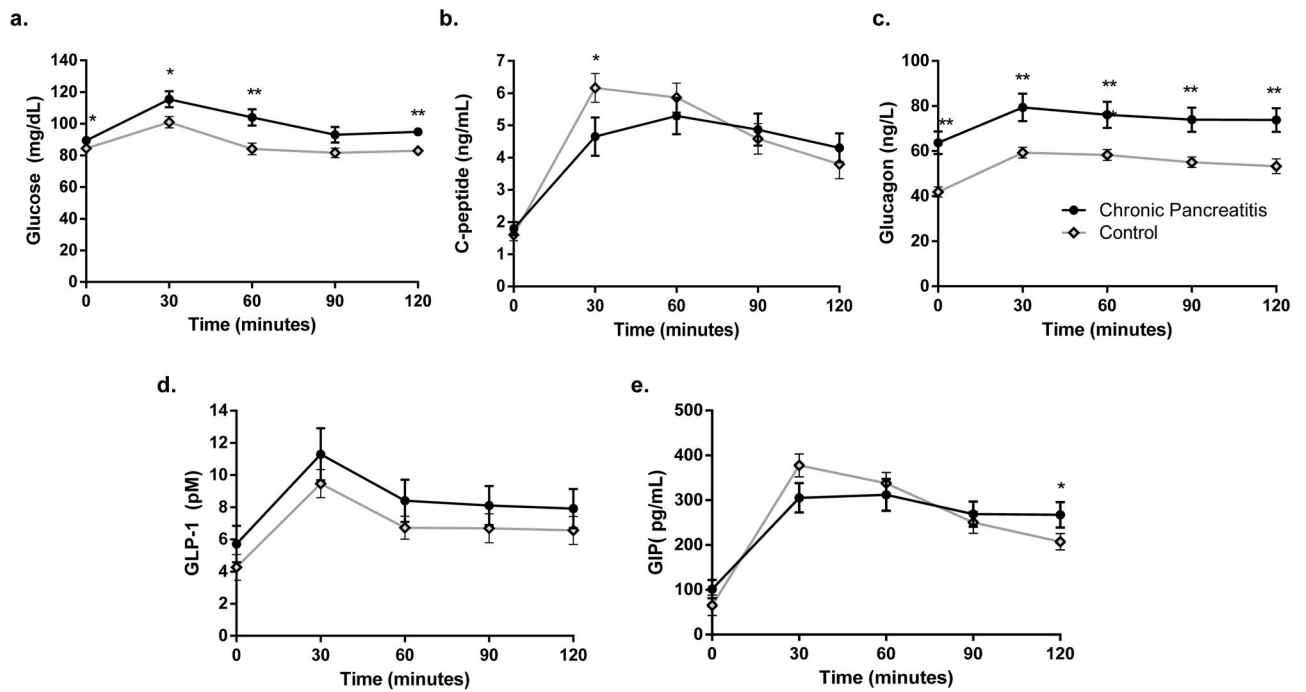 a.
Glucose (mg/dL)
140
120
100
80
60
40
20
0
*
*
**
**
0 30 60 90 120
Time (minutes)
b.
C-peptide (ng/mL)
7
6
5
4
3
2
1
0
*
0 30 60 90 120
Time (minutes)
c.
Glucagon (ng/L)
100
80
60
40
20
0
**
**
**
**
**
Chronic Pancreatitis
Control
0 30 60 90 120
Time (minutes)
d.
GLP-1 (pM)
14
12
10
8
6
4
2
0
0 30 60 90 120
Time (minutes)
e.
GIP( pg/mL)
500
400
300
200
100
0
*
0 30 60 90 120
Time (minutes)